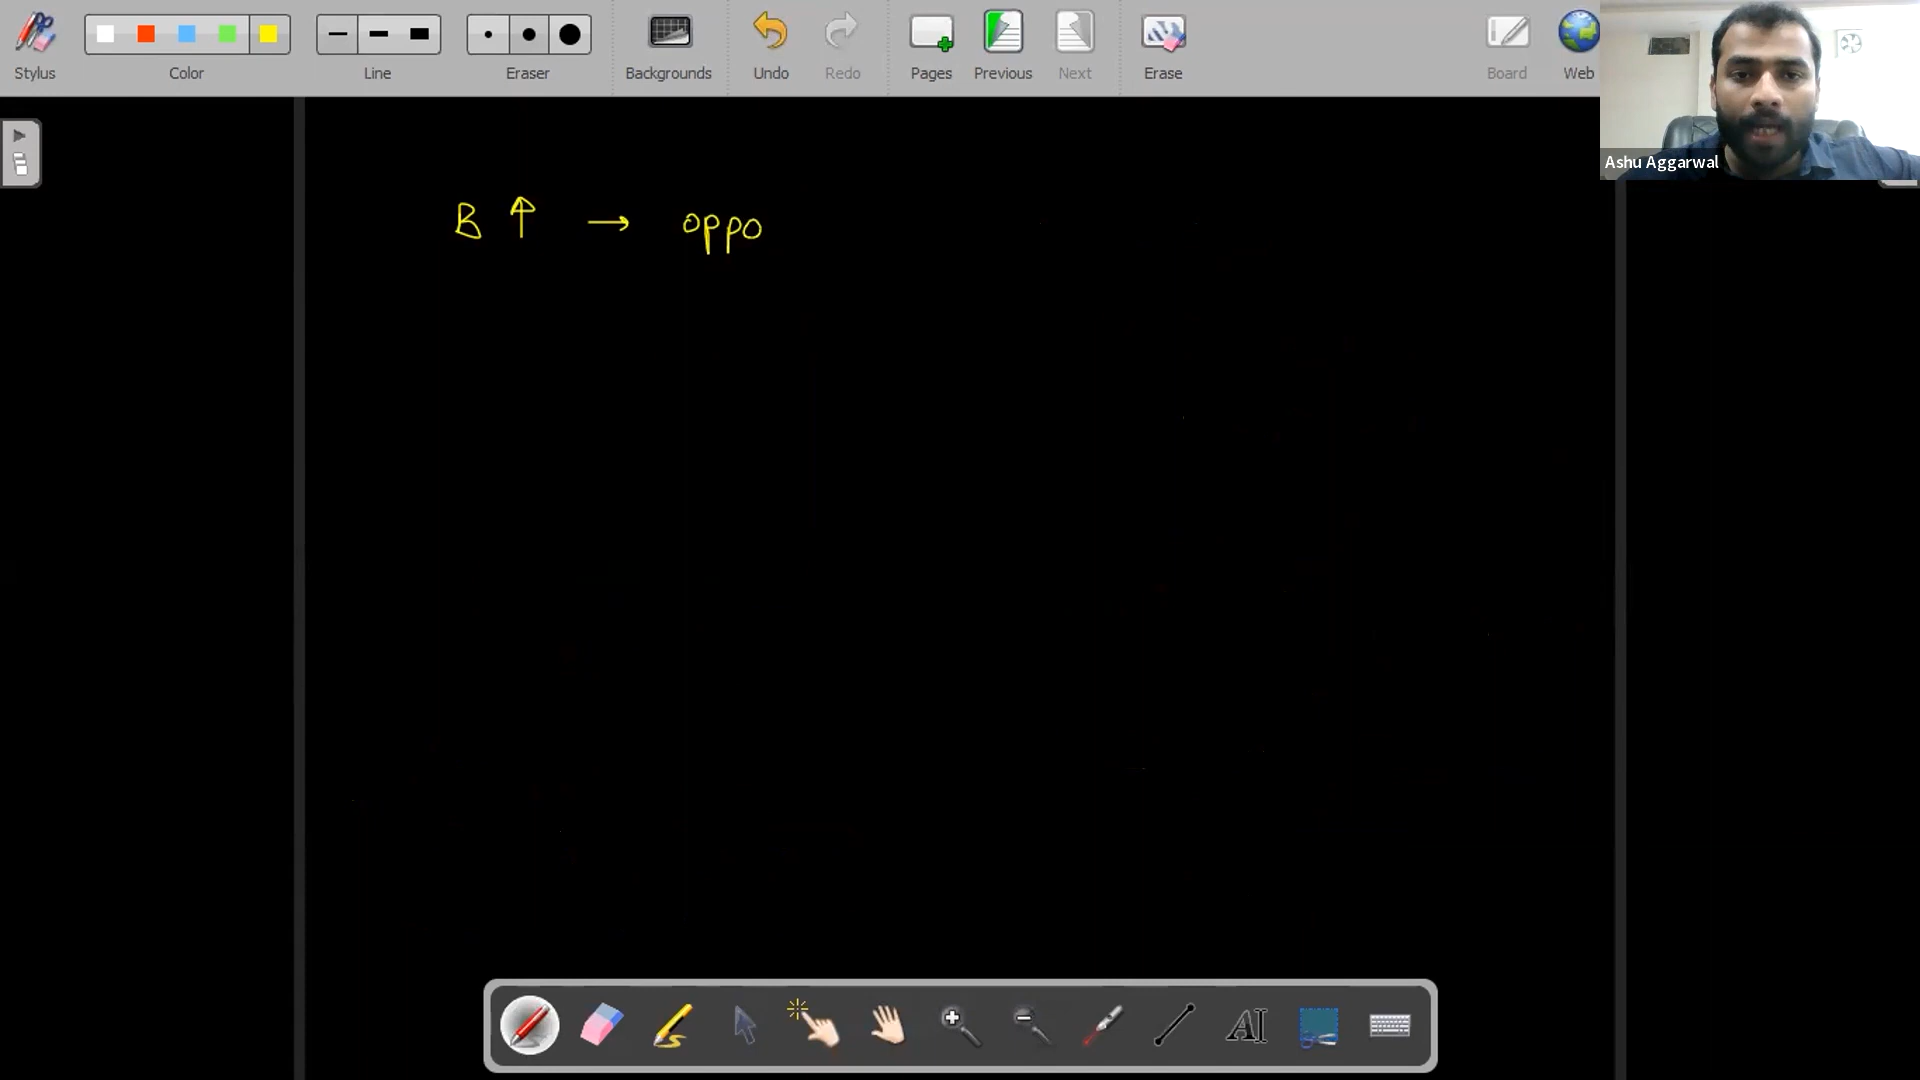 Stylus
Color
Line
Eraser
Backgrounds
Undo
Redo
Pages
Previous
Next
Erase
Board
Web
Ashu Aggarwal
B ↑ → oppo